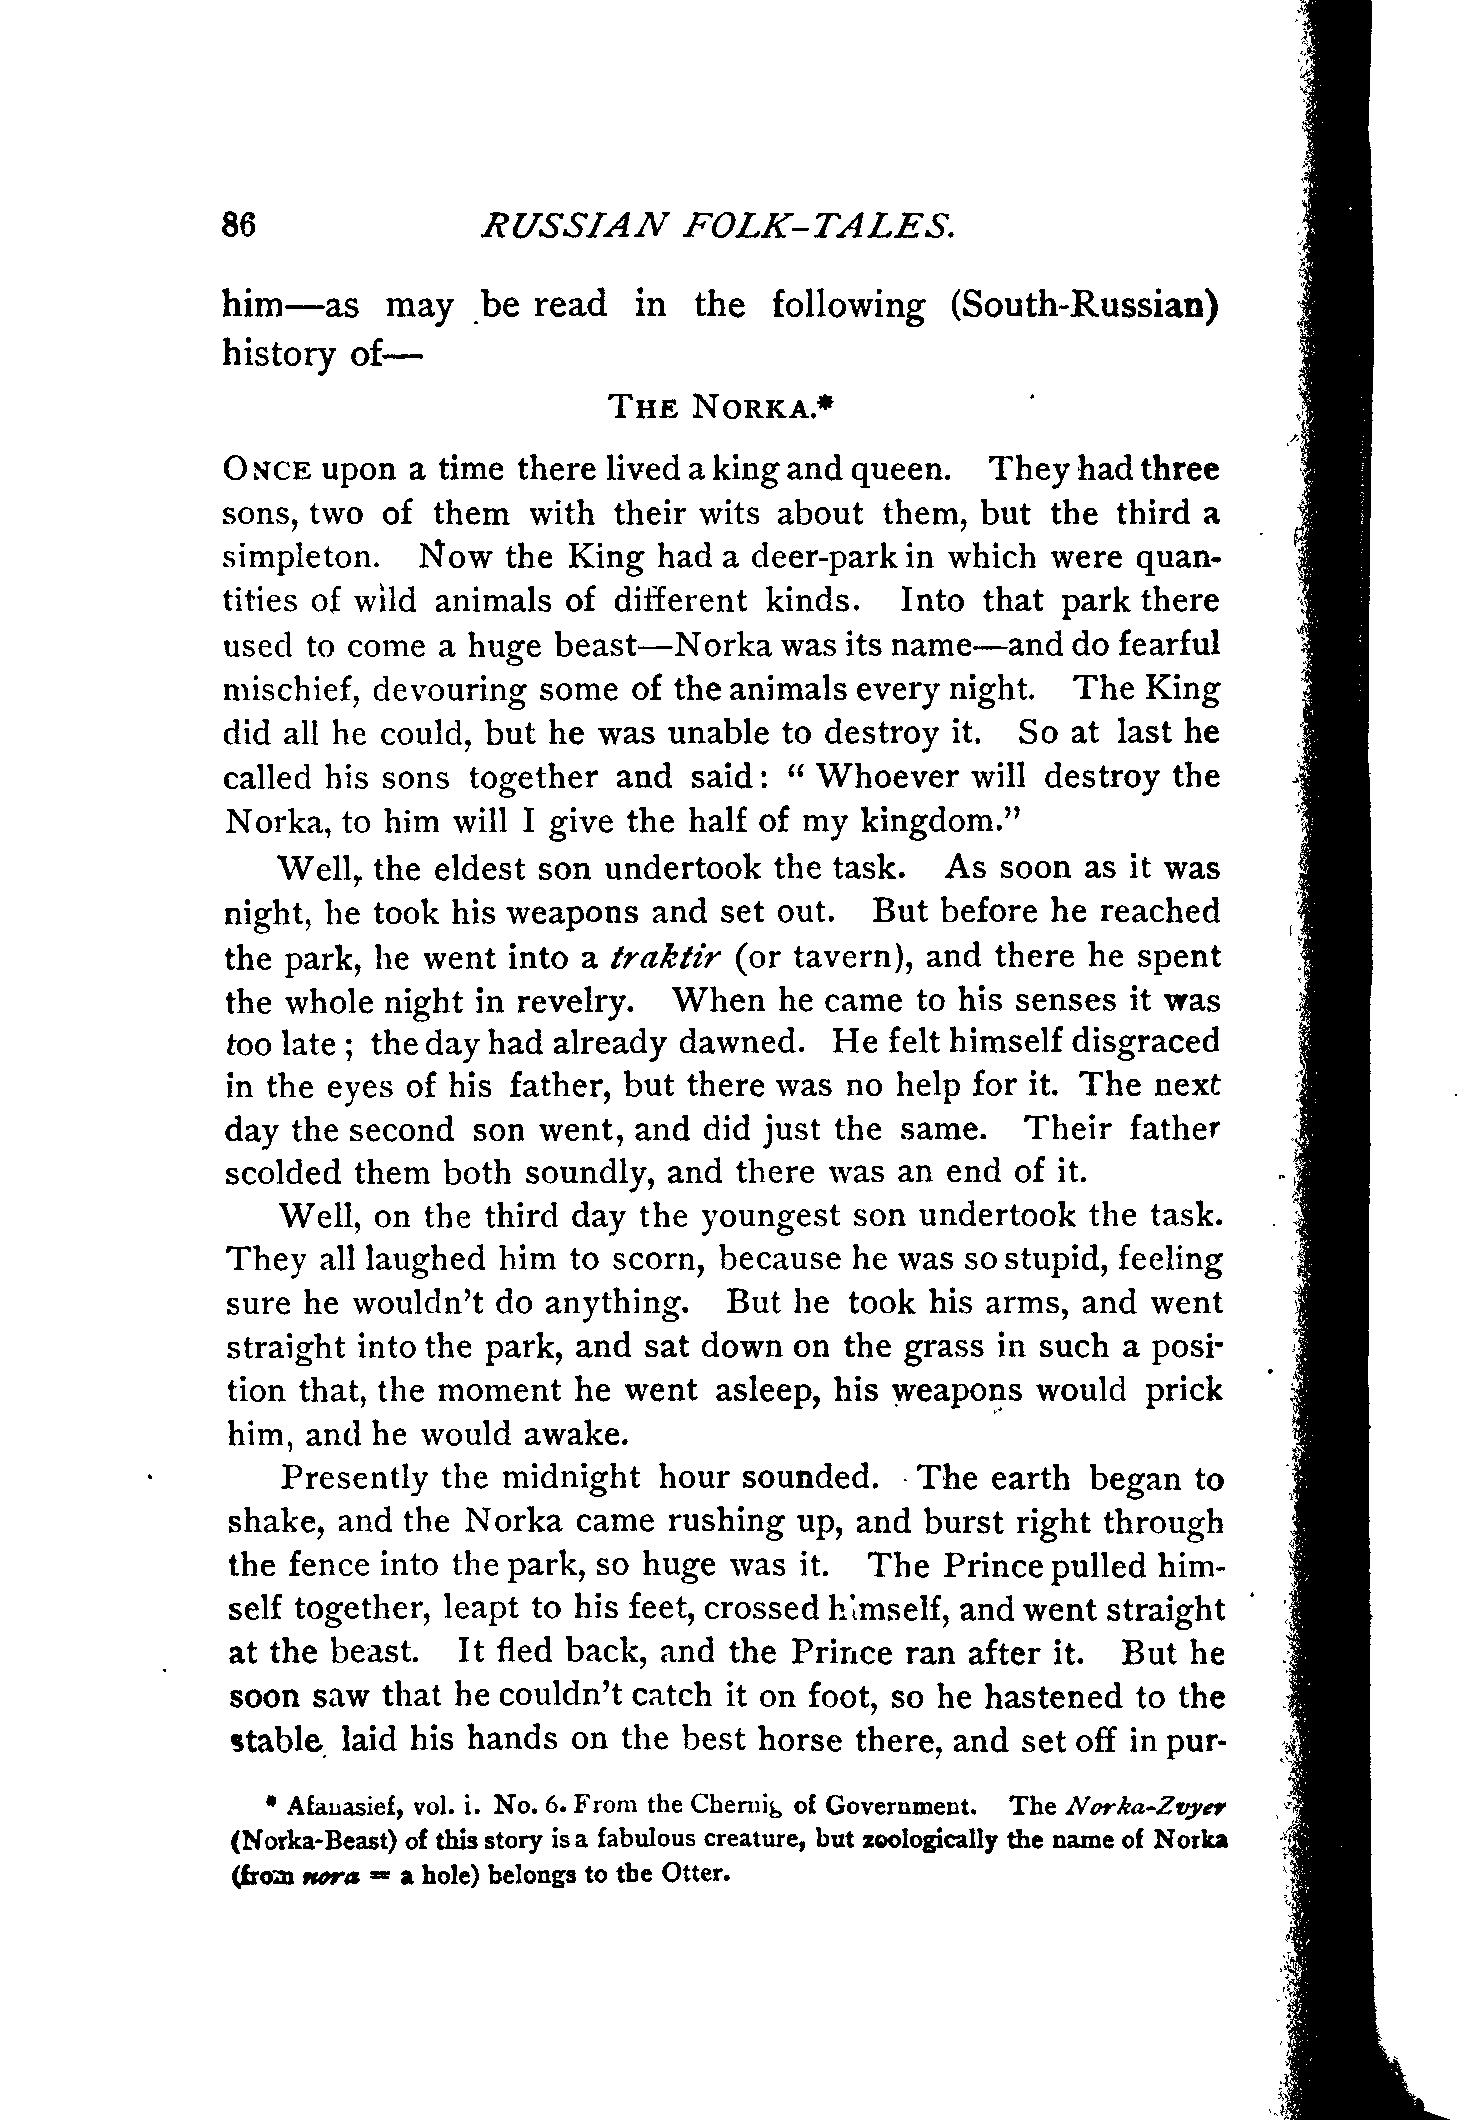 86 RUSSIAN FOLK-TALES.
him—as may be read in the following (South-Russian)
history of—
THE NORKA.*
ONCE upon a time there lived a king and queen. They had three
sons, two of them with their wits about them, but the third a
simpleton. Now the King had a deer-park in which were quan-
tities of wild animals of different kinds. Into that park there
used to come a huge beast—Norka was its name—and do fearful
mischief, devouring some of the animals every night. The King
did all he could, but he was unable to destroy it. So at last he
called his sons together and said: “Whoever will destroy the
Norka, to him will I give the half of my kingdom.”
Well, the eldest son undertook the task. As soon as it was
night, he took his weapons and set out. But before he reached
the park, he went into a traktir (or tavern), and there he spent
the whole night in revelry. When he came to his senses it was
too late; the day had already dawned. He felt himself disgraced
in the eyes of his father, but there was no help for it. The next
day the second son went, and did just the same. Their father
scolded them both soundly, and there was an end of it.
Well, on the third day the youngest son undertook the task.
They all laughed him to scorn, because he was so stupid, feeling
sure he wouldn't do anything. But he took his arms, and went
straight into the park, and sat down on the grass in such a posi-
tion that, the moment he went asleep, his weapons would prick
him, and he would awake.
Presently the midnight hour sounded. The earth began to
shake, and the Norka came rushing up, and burst right through
the fence into the park, so huge was it. The Prince pulled him-
self together, leapt to his feet, crossed himself, and went straight
at the beast. It fled back, and the Prince ran after it. But he
soon saw that he couldn't catch it on foot, so he hastened to the
stable, laid his hands on the best horse there, and set off in pur-
* Afanasief, vol. i. No. 6. From the Chernig of Government. The Norka-Zvyer
(Norka-Beast) of this story is a fabulous creature, but zoologically the name of Norka
(from nora = a hole) belongs to the Otter.